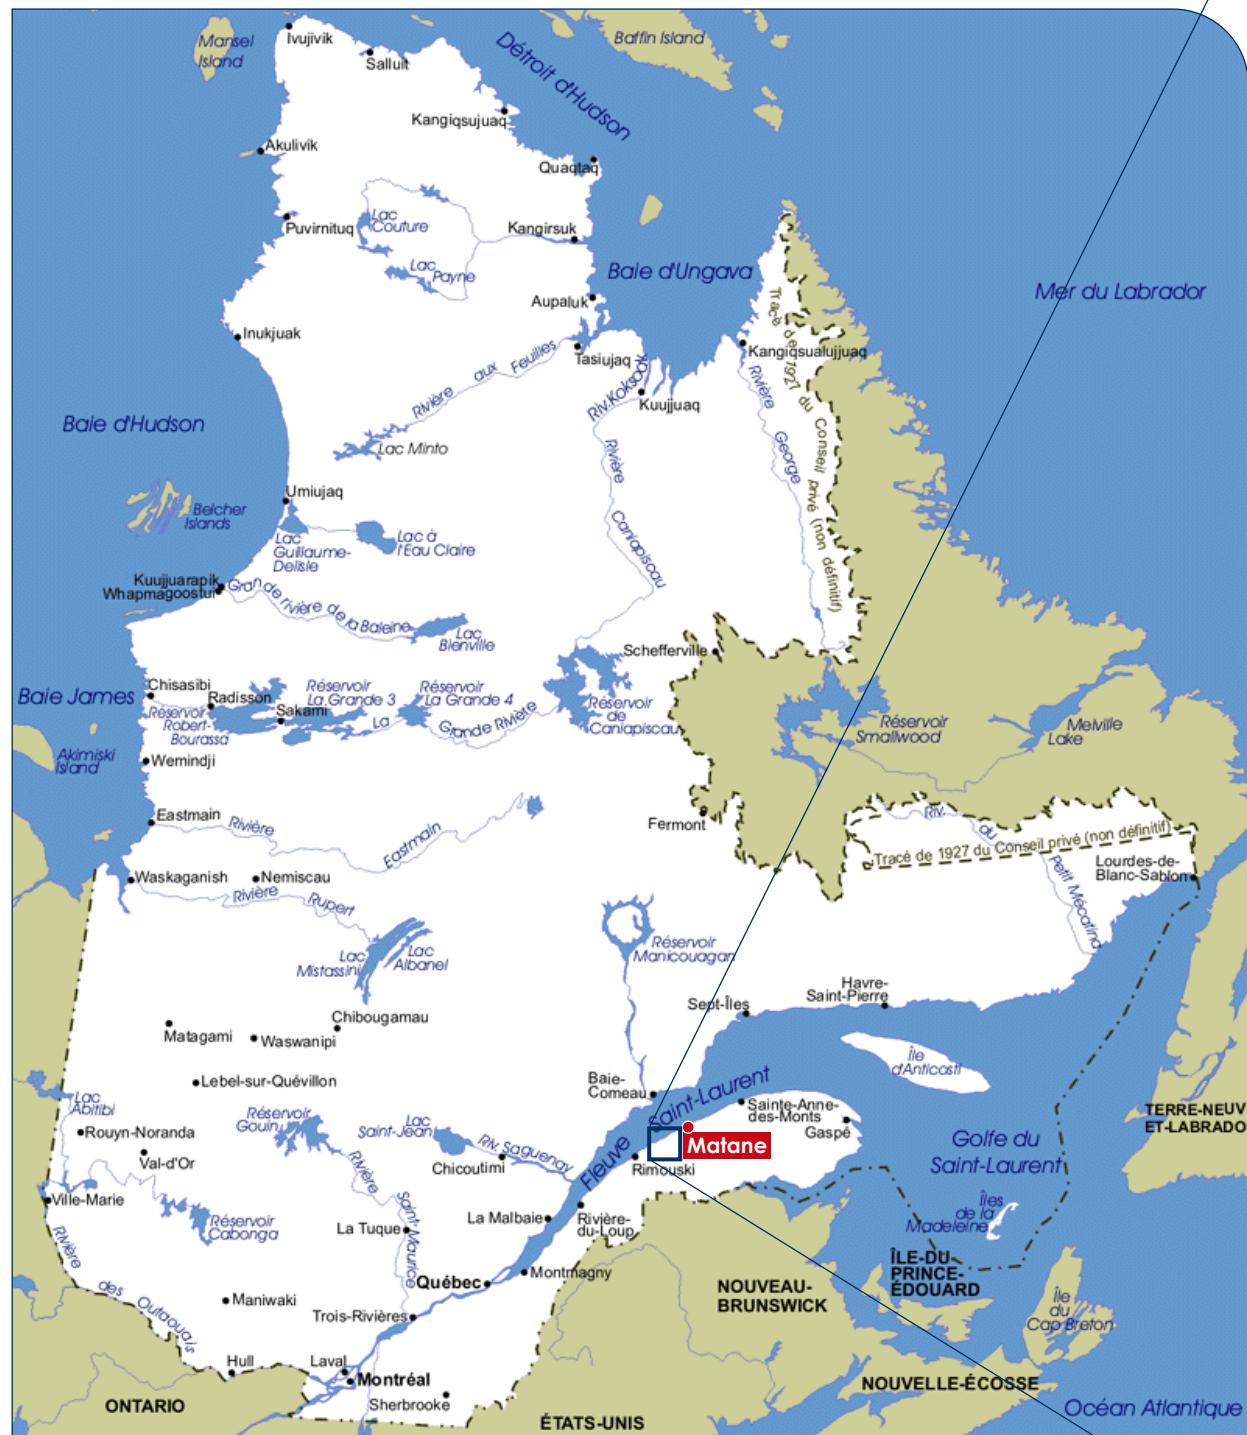 Ivujivik
Mansel
Island
Salluit
Détroit d'Hudson
Baffin Island
Kangiqsujuaq
Akulivik
Quaqtaq
Puvirnituq
Lac
Couture
Kangirsuk
Lac
Payne
Baie d'Ungava
Mer du Labrador
Aupaluk
Inukjuak
Tasiujaq
Rivière aux Feuilles
Riv. Koksoak
Kangiqsualujjuaq
Tracé de 1927 du Conseil privé (non définitif)
Kuujjuaq
Rivière George
Baie d'Hudson
Lac Minto
Rivière Caniapiscau
Umiujaq
Belcher
Islands
Lac
Guillaume-
Delisle
Lac à
l'Eau Claire
Kuujjuarapik
Whapmagoostui
Grande rivière de la Baleine
Lac
Bienville
Schefferville
Baie James
Chisasibi
Radisson
Réservoir
La Grande 3
Réservoir
La Grande 4
Réservoir
Robert-
Bourassa
Sakami
La Grande Rivière
Réservoir
de
Caniapiscau
Réservoir
Smallwood
Melville
Lake
Akimiski
Island
Wemindji
Eastmain
Rivière Eastmain
Fermont
Riv. du Petit Mécatina
Tracé de 1927 du Conseil privé (non définitif)
Lourdes-de-
Blanc-Sablon
Waskaganish
Nemiscau
Rivière Rupert
Lac
Mistassini
Lac
Albanel
Réservoir
Manicouagan
Sept-Îles
Havre-
Saint-Pierre
Matagami
Waswanipi
Chibougamau
Île
d'Anticosti
Lebel-sur-Quévillon
Baie-
Comeau
Fleuve Saint-Laurent
Sainte-Anne-
des-Monts
Gaspé
Lac
Abitibi
Rouyn-Noranda
Val-d'Or
Réservoir
Gouin
Lac
Saint-Jean
Riv. Saguenay
Chicoutimi
Matane
Rimouski
Golfe du
Saint-Laurent
TERRE-NEUV
ET-LABRADO
Ville-Marie
Rivière Saint-Maurice
Réservoir
Cabonga
La Tuque
La Malbaie
Rivière-
du-Loup
Îles
de la
Madeleine
Rivière des Outaouais
Québec
Montmagny
NOUVEAU-
BRUNSWICK
ÎLE-DU-
PRINCE-
ÉDOUARD
Maniwaki
Trois-Rivières
Île
du
Cap Breton
Hull
Laval
Montréal
Sherbrooke
ONTARIO
ÉTATS-UNIS
NOUVELLE-ÉCOSSE
Océan Atlantique